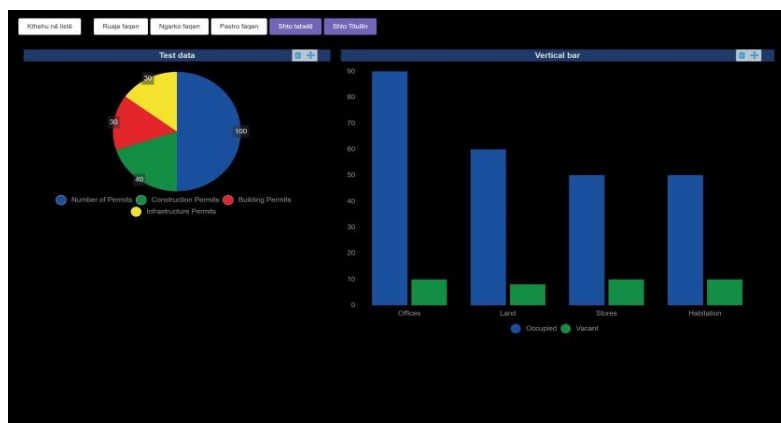 Kthehu në listë Ruaje faqen Ngarko faqen Pastro faqen Shto tabelë Shto Titullin
Test data
30
30
100
40
Number of Permits Construction Permits Building Permits
Infrastructure Permits
Vertical bar
90
80
70
60
50
40
30
20
10
0
Offices Land Stores Habitation
Occupied Vacant